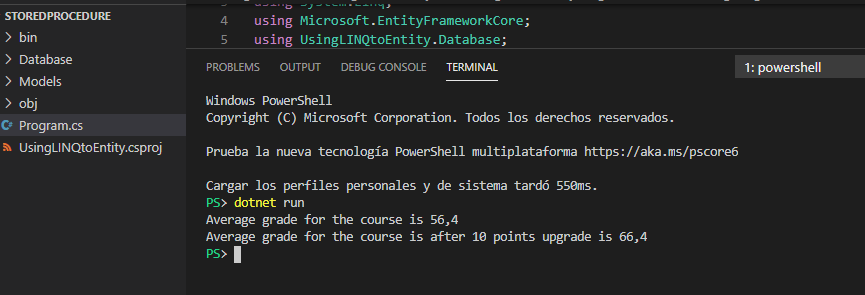 STOREDPROCEDURE
bin
Database
Models
obj
Program.cs
UsingLINQtoEntity.csproj
3 using System.Linq;
4 using Microsoft.EntityFrameworkCore;
5 using UsingLINQtoEntity.Database;
PROBLEMS OUTPUT DEBUG CONSOLE TERMINAL 1: powershell
Windows PowerShell
Copyright (C) Microsoft Corporation. Todos los derechos reservados.
Prueba la nueva tecnología PowerShell multiplataforma https://aka.ms/pscore6
Cargar los perfiles personales y de sistema tardó 550ms.
PS> dotnet run
Average grade for the course is 56,4
Average grade for the course is after 10 points upgrade is 66,4
PS>